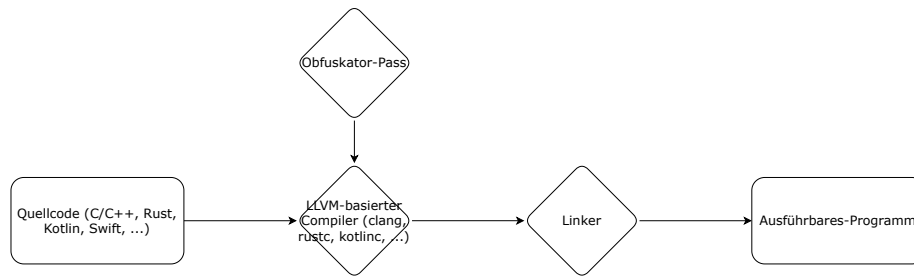 Obfuskator-Pass
Quellcode (C/C++, Rust,
Kotlin, Swift, ...)
LLVM-basierter
Compiler (clang,
rustc, kotlinc, ...)
Linker
Ausführbares-Programm